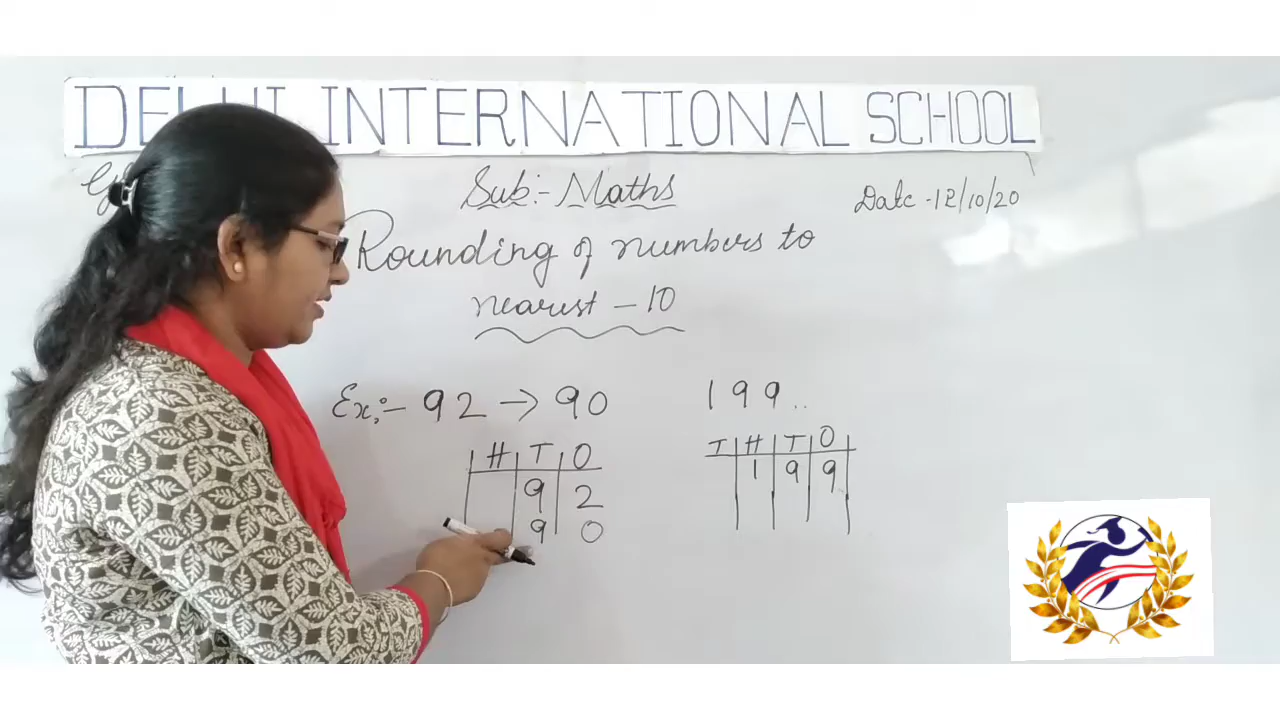 DELHI INTERNATIONAL SCHOOL
Sub:- Maths
Date -12/10/20
Rounding of numbers to
nearest - 10
Ex:- 92 → 90
199..
H T O
9 2
9 0
T H T O
1 9 9